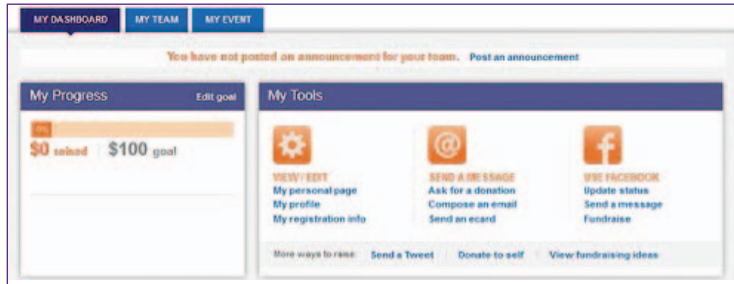 MY DASHBOARD MY TEAM MY EVENT
You have not posted an announcement for your team. Post an announcement
My Progress Edit goal
0%
$0 raised $100 goal
My Tools
VIEW / EDIT
My personal page
My profile
My registration info
SEND A MESSAGE
Ask for a donation
Compose an email
Send an ecard
USE FACEBOOK
Update status
Send a message
Fundraise
More ways to raise: Send a Tweet Donate to self View fundraising ideas